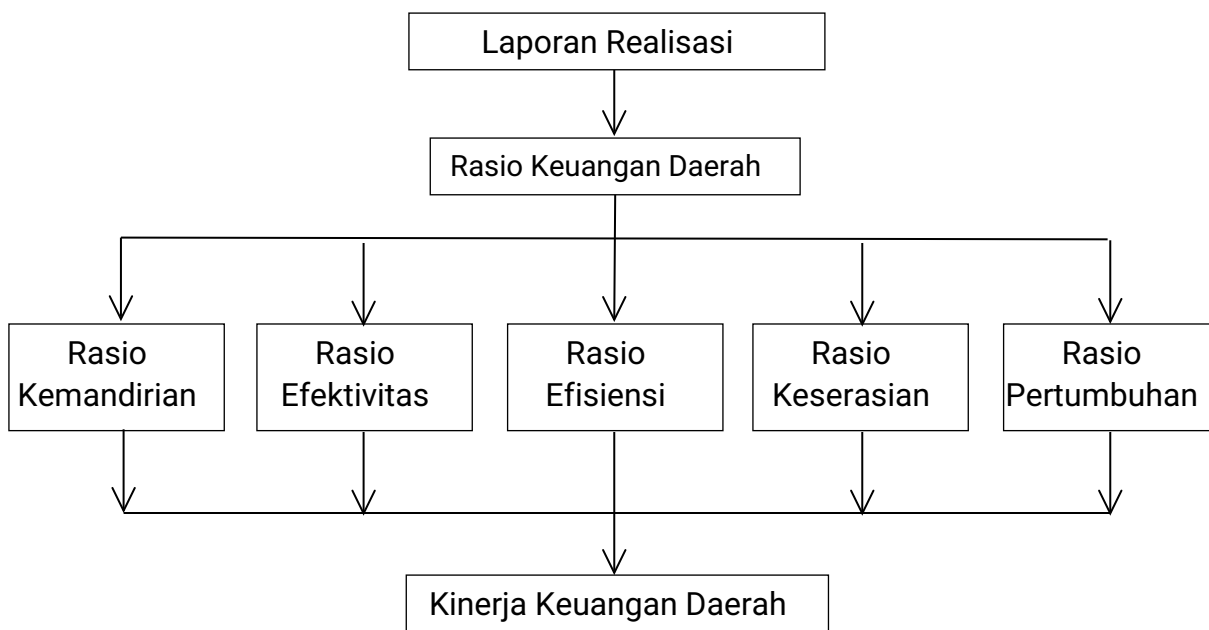 Laporan Realisasi
Rasio Keuangan Daerah
Rasio
Kemandirian
Rasio
Efektivitas
Rasio
Efisiensi
Rasio
Keserasian
Rasio
Pertumbuhan
Kinerja Keuangan Daerah